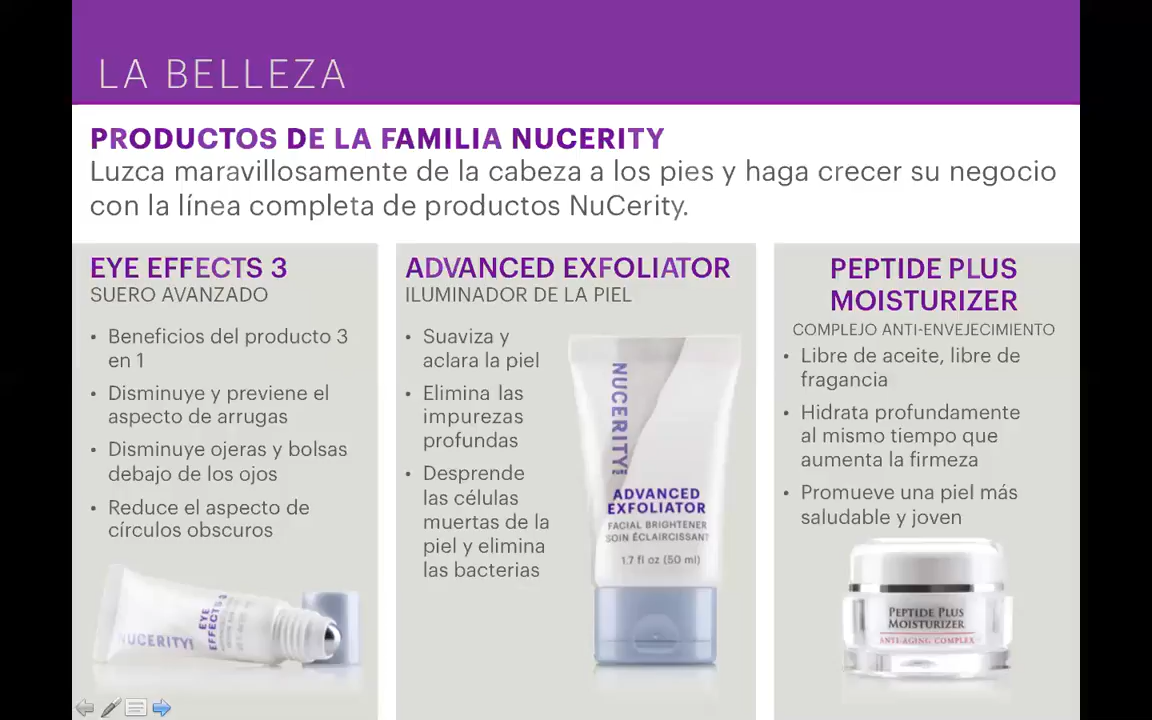 LA BELLEZA
PRODUCTOS DE LA FAMILIA NUCERITY
Luzca maravillosamente de la cabeza a los pies y haga crecer su negocio
con la línea completa de productos NuCerity.
EYE EFFECTS 3
SUERO AVANZADO
• Beneficios del producto 3
en 1
• Disminuye y previene el
aspecto de arrugas
• Disminuye ojeras y bolsas
debajo de los ojos
• Reduce el aspecto de
círculos obscuros
NUCERITY
EYE
EFFECTS 3
ADVANCED EXFOLIATOR
ILUMINADOR DE LA PIEL
• Suaviza y
aclara la piel
• Elimina las
impurezas
profundas
• Desprende
las células
muertas de la
piel y elimina
las bacterias
NUCERITY
PURE
ADVANCED
EXFOLIATOR
FACIAL BRIGHTENER
SOIN ÉCLAIRCISSANT
1.7 fl oz (50 ml)
PEPTIDE PLUS
MOISTURIZER
COMPLEJO ANTI-ENVEJECIMIENTO
• Libre de aceite, libre de
fragancia
• Hidrata profundamente
al mismo tiempo que
aumenta la firmeza
• Promueve una piel más
saludable y joven
PEPTIDE PLUS
MOISTURIZER
ANTI-AGING COMPLEX